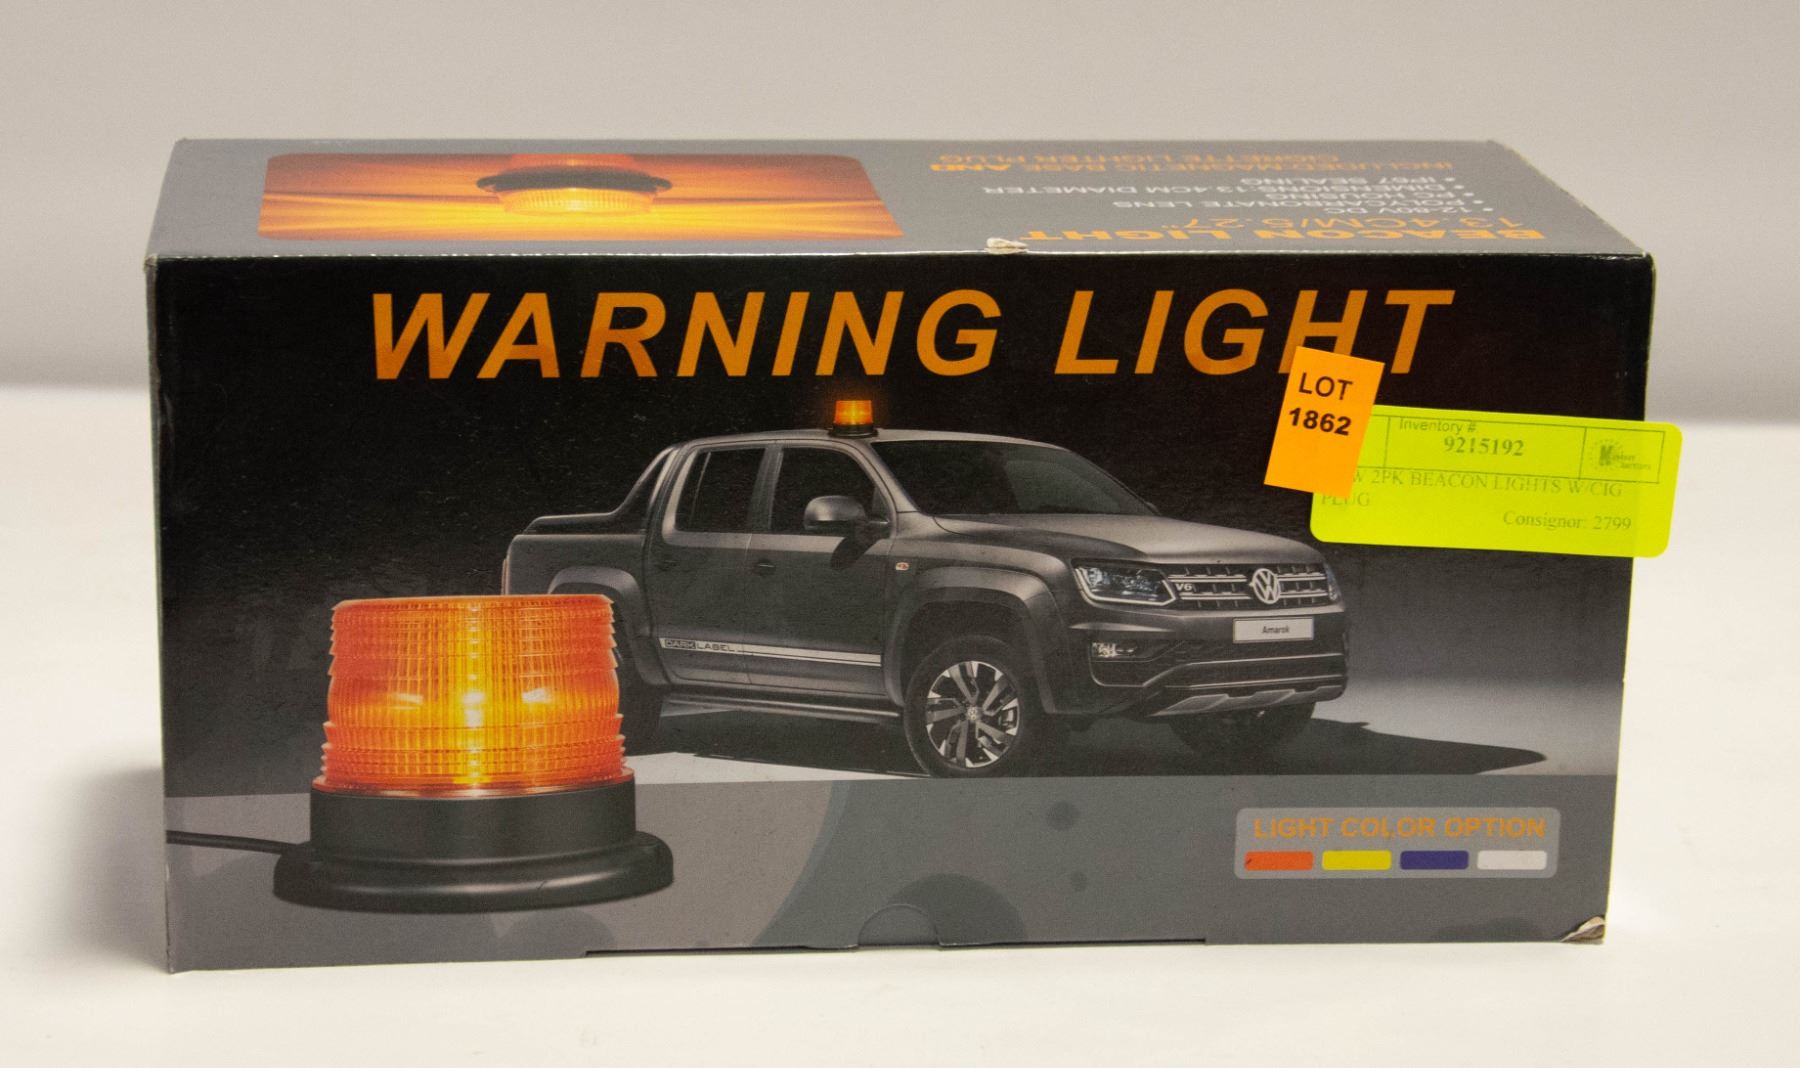 BEACON LIGHT
13.4CM/5.27"
• 12-80V DC
• POLYCARBONATE LENS
HOUSING
• DIMENSIONS:13.4CM DIAMETER
• IP67 SEALING
INCLUDES MAGNETIC BASE AND
CIGRETTE LIGHTER PLUG
WARNING LIGHT
LOT
1862
Inventory #
9215192
2PK BEACON LIGHTS W/CIG
PLUG
Consignor: 2799
V6
Amarok
DARK LABEL
LIGHT COLOR OPTION